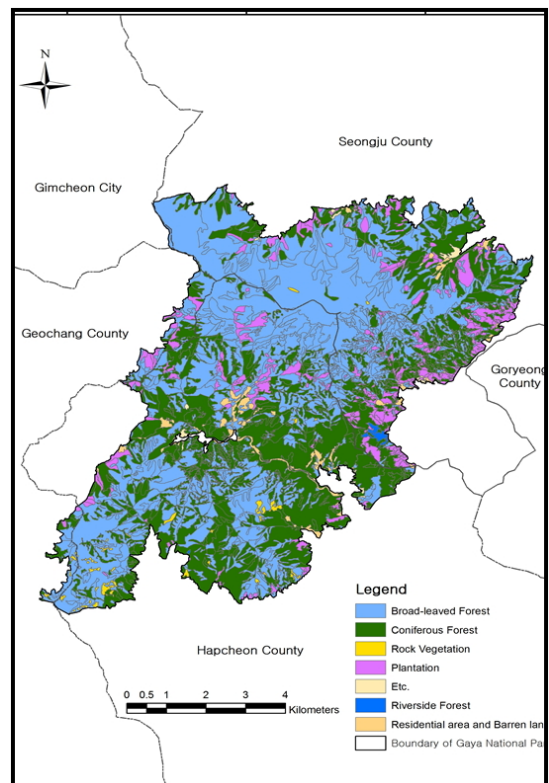 N
Seongju County
Gimcheon City
Geochang County
Goryeong
County
Hapcheon County
Legend
Broad-leaved Forest
Coniferous Forest
Rock Vegetation
Plantation
Etc.
Riverside Forest
Residential area and Barren lan
Boundary of Gaya National Pa
0 0.5 1 2 3 4
Kilometers